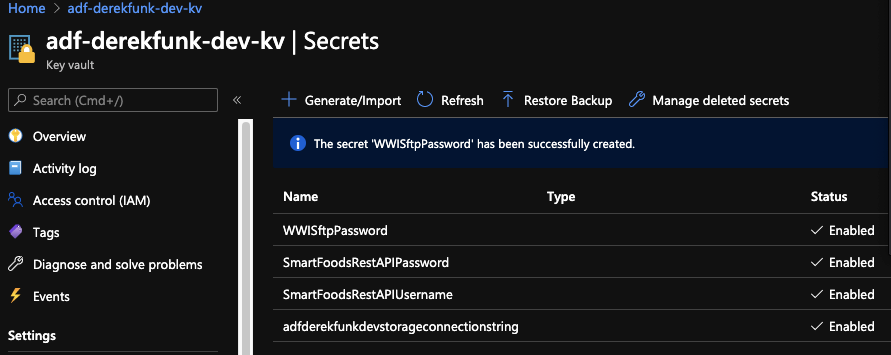 Home > adf-derekfunk-dev-kv
adf-derekfunk-dev-kv | Secrets
Key vault
Search (Cmd+/)
«
Overview
Activity log
Access control (IAM)
Tags
Diagnose and solve problems
Events
Settings
Generate/Import Refresh Restore Backup Manage deleted secrets
The secret 'WWISftpPassword' has been successfully created.
Name Type Status
WWISftpPassword Enabled
SmartFoodsRestAPIPassword Enabled
SmartFoodsRestAPIUsername Enabled
adfderekfunkdevstorageconnectionstring Enabled